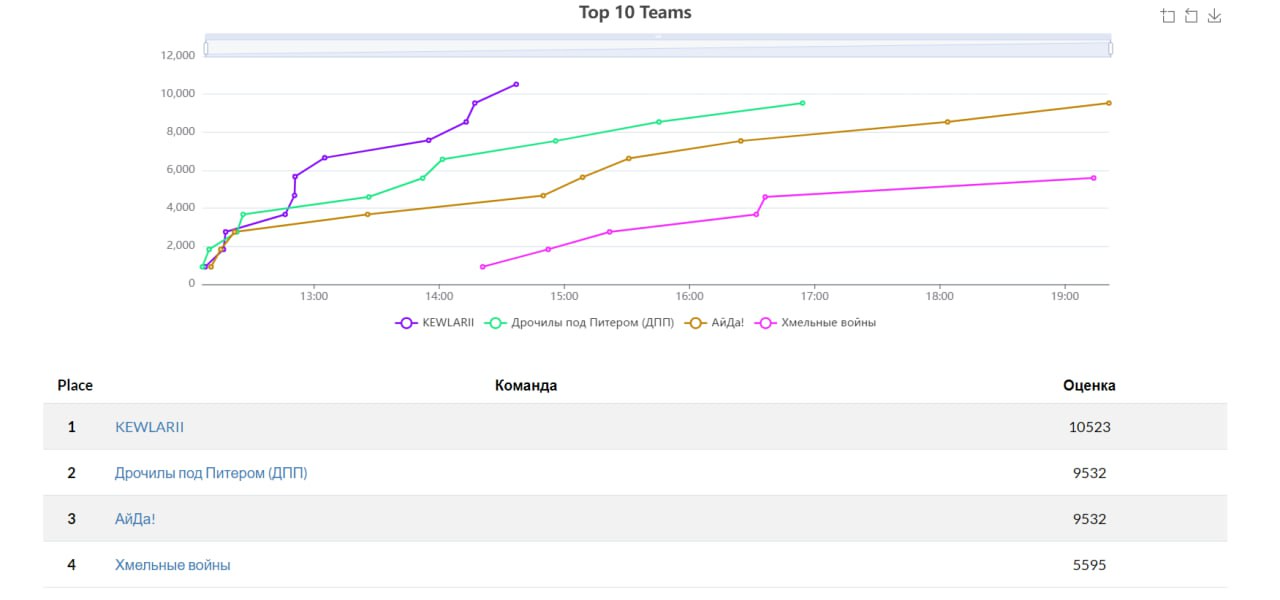 Top 10 Teams
12,000
10,000
8,000
6,000
4,000
2,000
0
13:00 14:00 15:00 16:00 17:00 18:00 19:00
KEWLARII Дрочилы под Питером (ДПП) АйДа! Хмельные войны
Place Команда Оценка
1 KEWLARII 10523
2 Дрочилы под Питером (ДПП) 9532
3 АйДа! 9532
4 Хмельные войны 5595